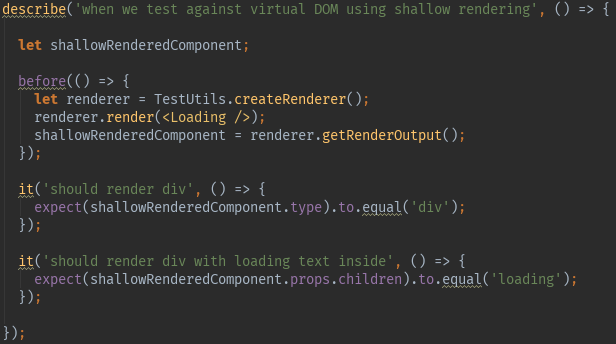 describe('when we test against virtual DOM using shallow rendering', () => {
let shallowRenderedComponent;
before(() => {
let renderer = TestUtils.createRenderer();
renderer.render(<Loading />);
shallowRenderedComponent = renderer.getRenderOutput();
});
it('should render div', () => {
expect(shallowRenderedComponent.type).to.equal('div');
});
it('should render div with loading text inside', () => {
expect(shallowRenderedComponent.props.children).to.equal('loading');
});
});